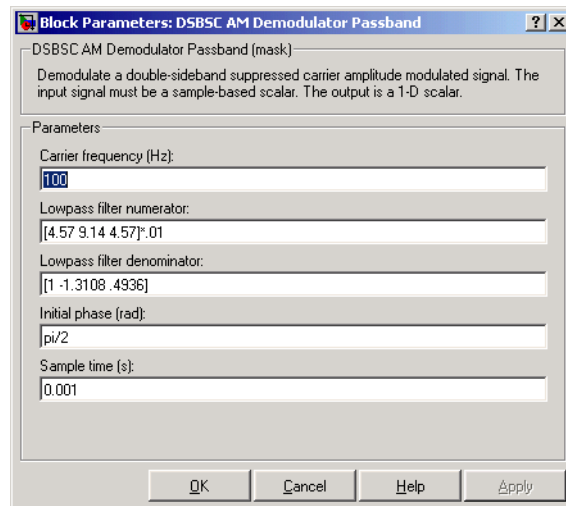 Block Parameters: DSBSC AM Demodulator Passband
DSBSC AM Demodulator Passband (mask)
Demodulate a double-sideband suppressed carrier amplitude modulated signal. The
input signal must be a sample-based scalar. The output is a 1-D scalar.
Parameters
Carrier frequency (Hz):
100
Lowpass filter numerator:
[4.57 9.14 4.57]*.01
Lowpass filter denominator:
[1 -1.3108 .4936]
Initial phase (rad):
pi/2
Sample time (s):
0.001
OK Cancel Help Apply